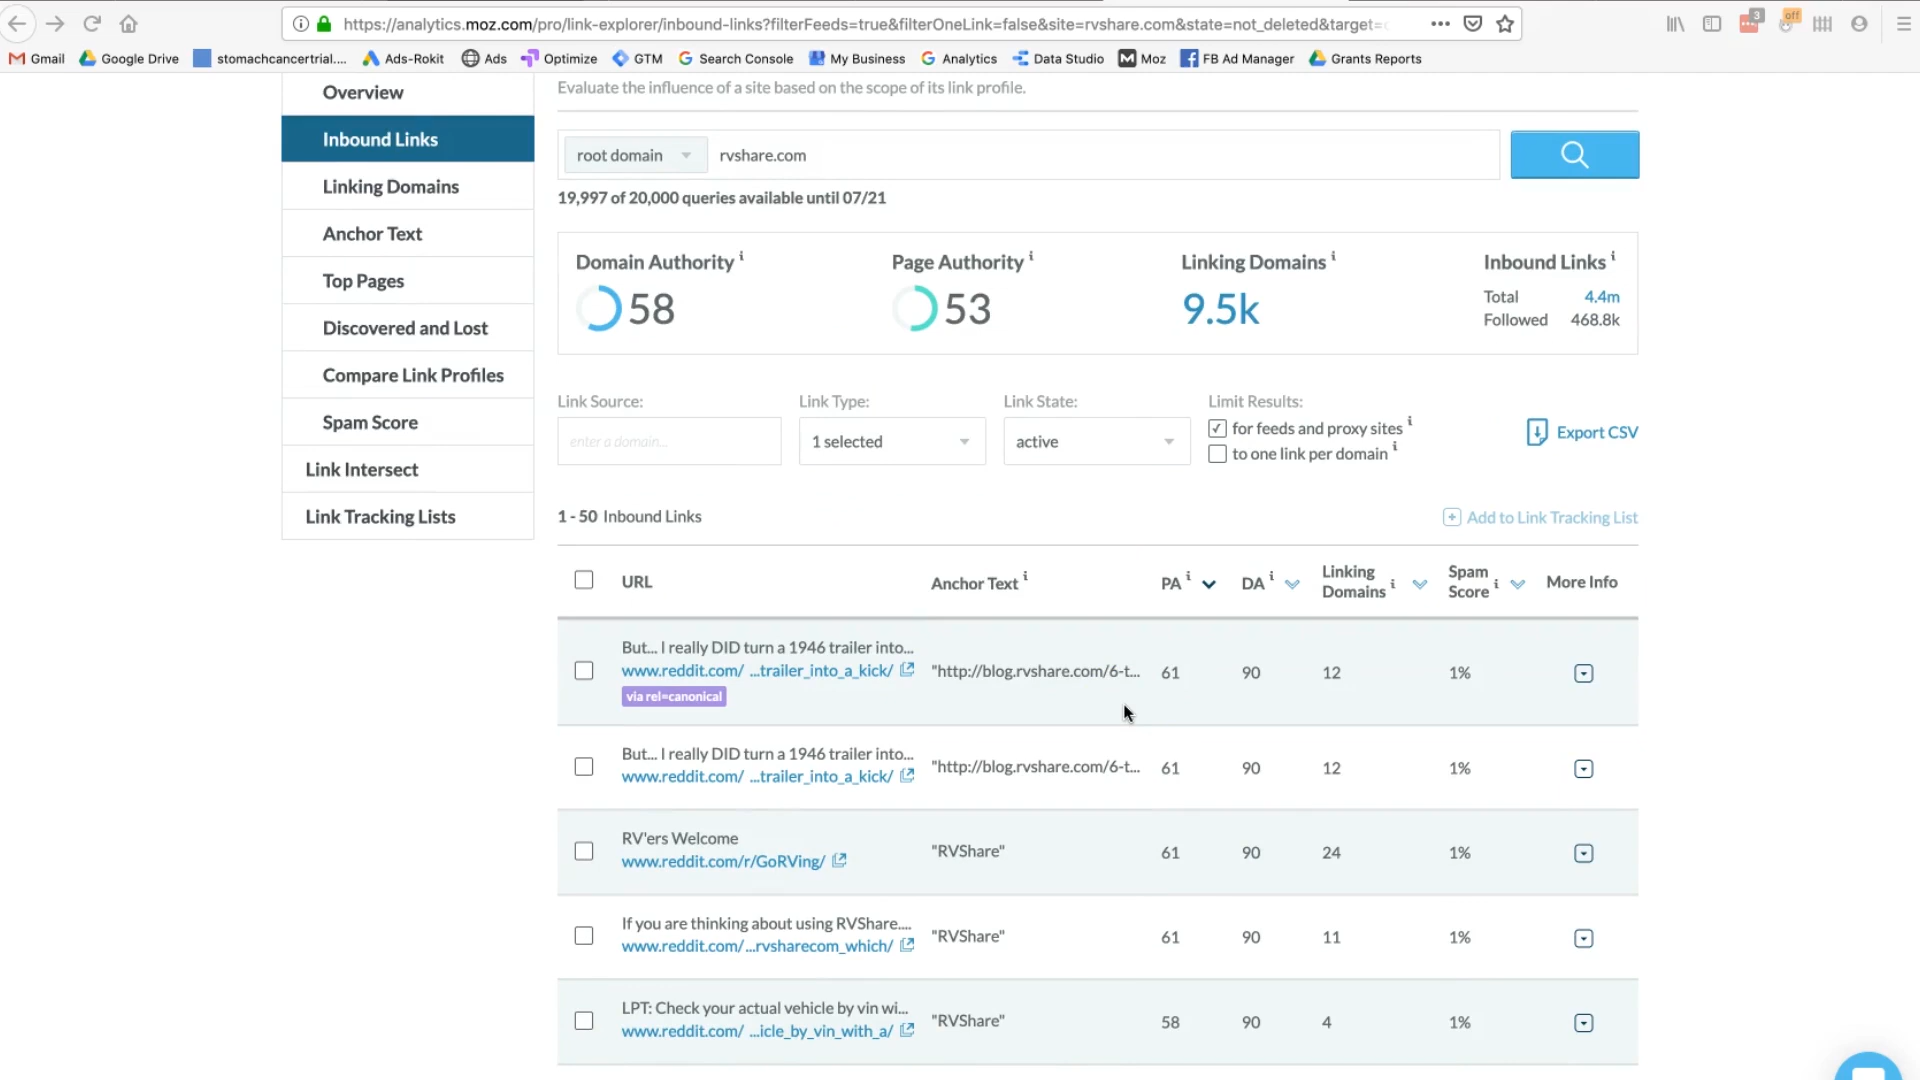 https://analytics.moz.com/pro/link-explorer/inbound-links?filterFeeds=true&filterOneLink=false&site=rvshare.com&state=not_deleted&target=
3
off
Gmail Google Drive stomachcancertrial.... Ads-Rokit Ads Optimize GTM Search Console My Business Analytics Data Studio Moz FB Ad Manager Grants Reports
Overview
Inbound Links
Linking Domains
Anchor Text
Top Pages
Discovered and Lost
Compare Link Profiles
Spam Score
Link Intersect
Link Tracking Lists
Evaluate the influence of a site based on the scope of its link profile.
root domain rvshare.com
19,997 of 20,000 queries available until 07/21
Domain Authority i Page Authority i Linking Domains i Inbound Links i
58 53 9.5k
Total 4.4m
Followed 468.8k
Link Source: Link Type: Link State: Limit Results:
enter a domain... 1 selected active
for feeds and proxy sites i
to one link per domain i
Export CSV
1 - 50 Inbound Links
Add to Link Tracking List
URL Anchor Text i PA i DA i Linking Domains i Spam Score i More Info
But... I really DID turn a 1946 trailer into...
www.reddit.com/ ...trailer_into_a_kick/ "http://blog.rvshare.com/6-t... 61 90 12 1%
via rel=canonical
But... I really DID turn a 1946 trailer into...
www.reddit.com/ ...trailer_into_a_kick/ "http://blog.rvshare.com/6-t... 61 90 12 1%
RV'ers Welcome
www.reddit.com/r/GoRVing/ "RVShare" 61 90 24 1%
If you are thinking about using RVShare....
www.reddit.com/...rvsharecom_which/ "RVShare" 61 90 11 1%
LPT: Check your actual vehicle by vin wi...
www.reddit.com/ ...icle_by_vin_with_a/ "RVShare" 58 90 4 1%